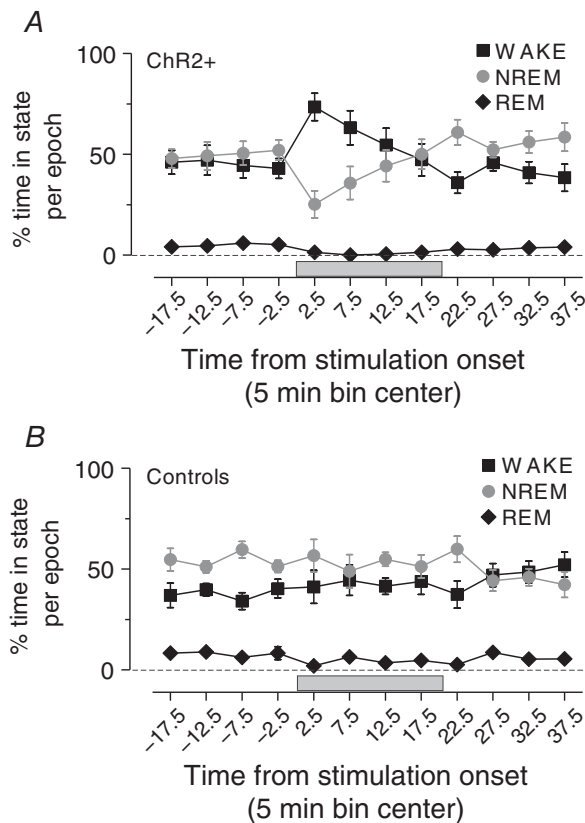 A
ChR2+
WAKE
NREM
REM
100
50
0
% time in state
per epoch
−17.5 −12.5 −7.5 −2.5 2.5 7.5 12.5 17.5 22.5 27.5 32.5 37.5
Time from stimulation onset
(5 min bin center)
B
Controls
WAKE
NREM
REM
100
50
0
% time in state
per epoch
−17.5 −12.5 −7.5 −2.5 2.5 7.5 12.5 17.5 22.5 27.5 32.5 37.5
Time from stimulation onset
(5 min bin center)